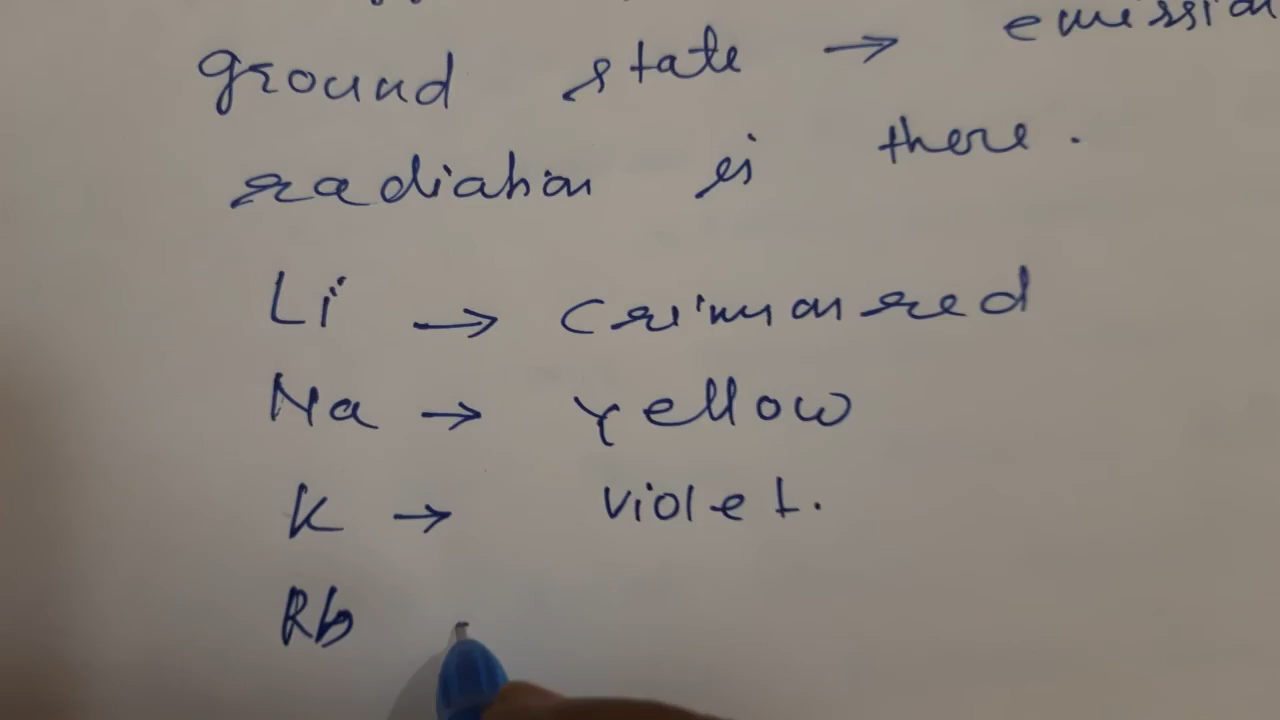 ground state → emission
radiation is there.
Li → Crimson red
Na → yellow
K → violet.
Rb